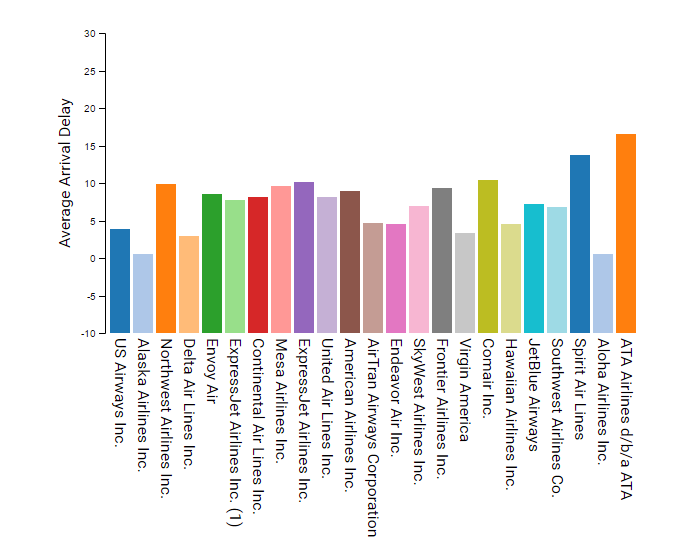 30
25
20
15
10
5
0
-5
-10
Average Arrival Delay
US Airways Inc.
Alaska Airlines Inc.
Northwest Airlines Inc.
Delta Air Lines Inc.
Envoy Air
ExpressJet Airlines Inc. (1)
Continental Air Lines Inc.
Mesa Airlines Inc.
ExpressJet Airlines Inc.
United Air Lines Inc.
American Airlines Inc.
AirTran Airways Corporation
Endeavor Air Inc.
SkyWest Airlines Inc.
Frontier Airlines Inc.
Virgin America
Comair Inc.
Hawaiian Airlines Inc.
JetBlue Airways
Southwest Airlines Co.
Spirit Air Lines
Aloha Airlines Inc.
ATA Airlines d/b/a ATA